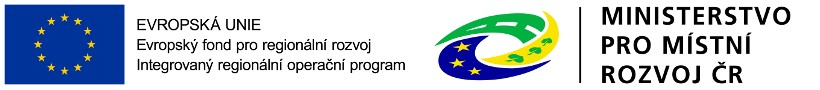 EVROPSKÁ UNIE
Evropský fond pro regionální rozvoj
Integrovaný regionální operační program
MINISTERSTVO
PRO MÍSTNÍ
ROZVOJ ČR